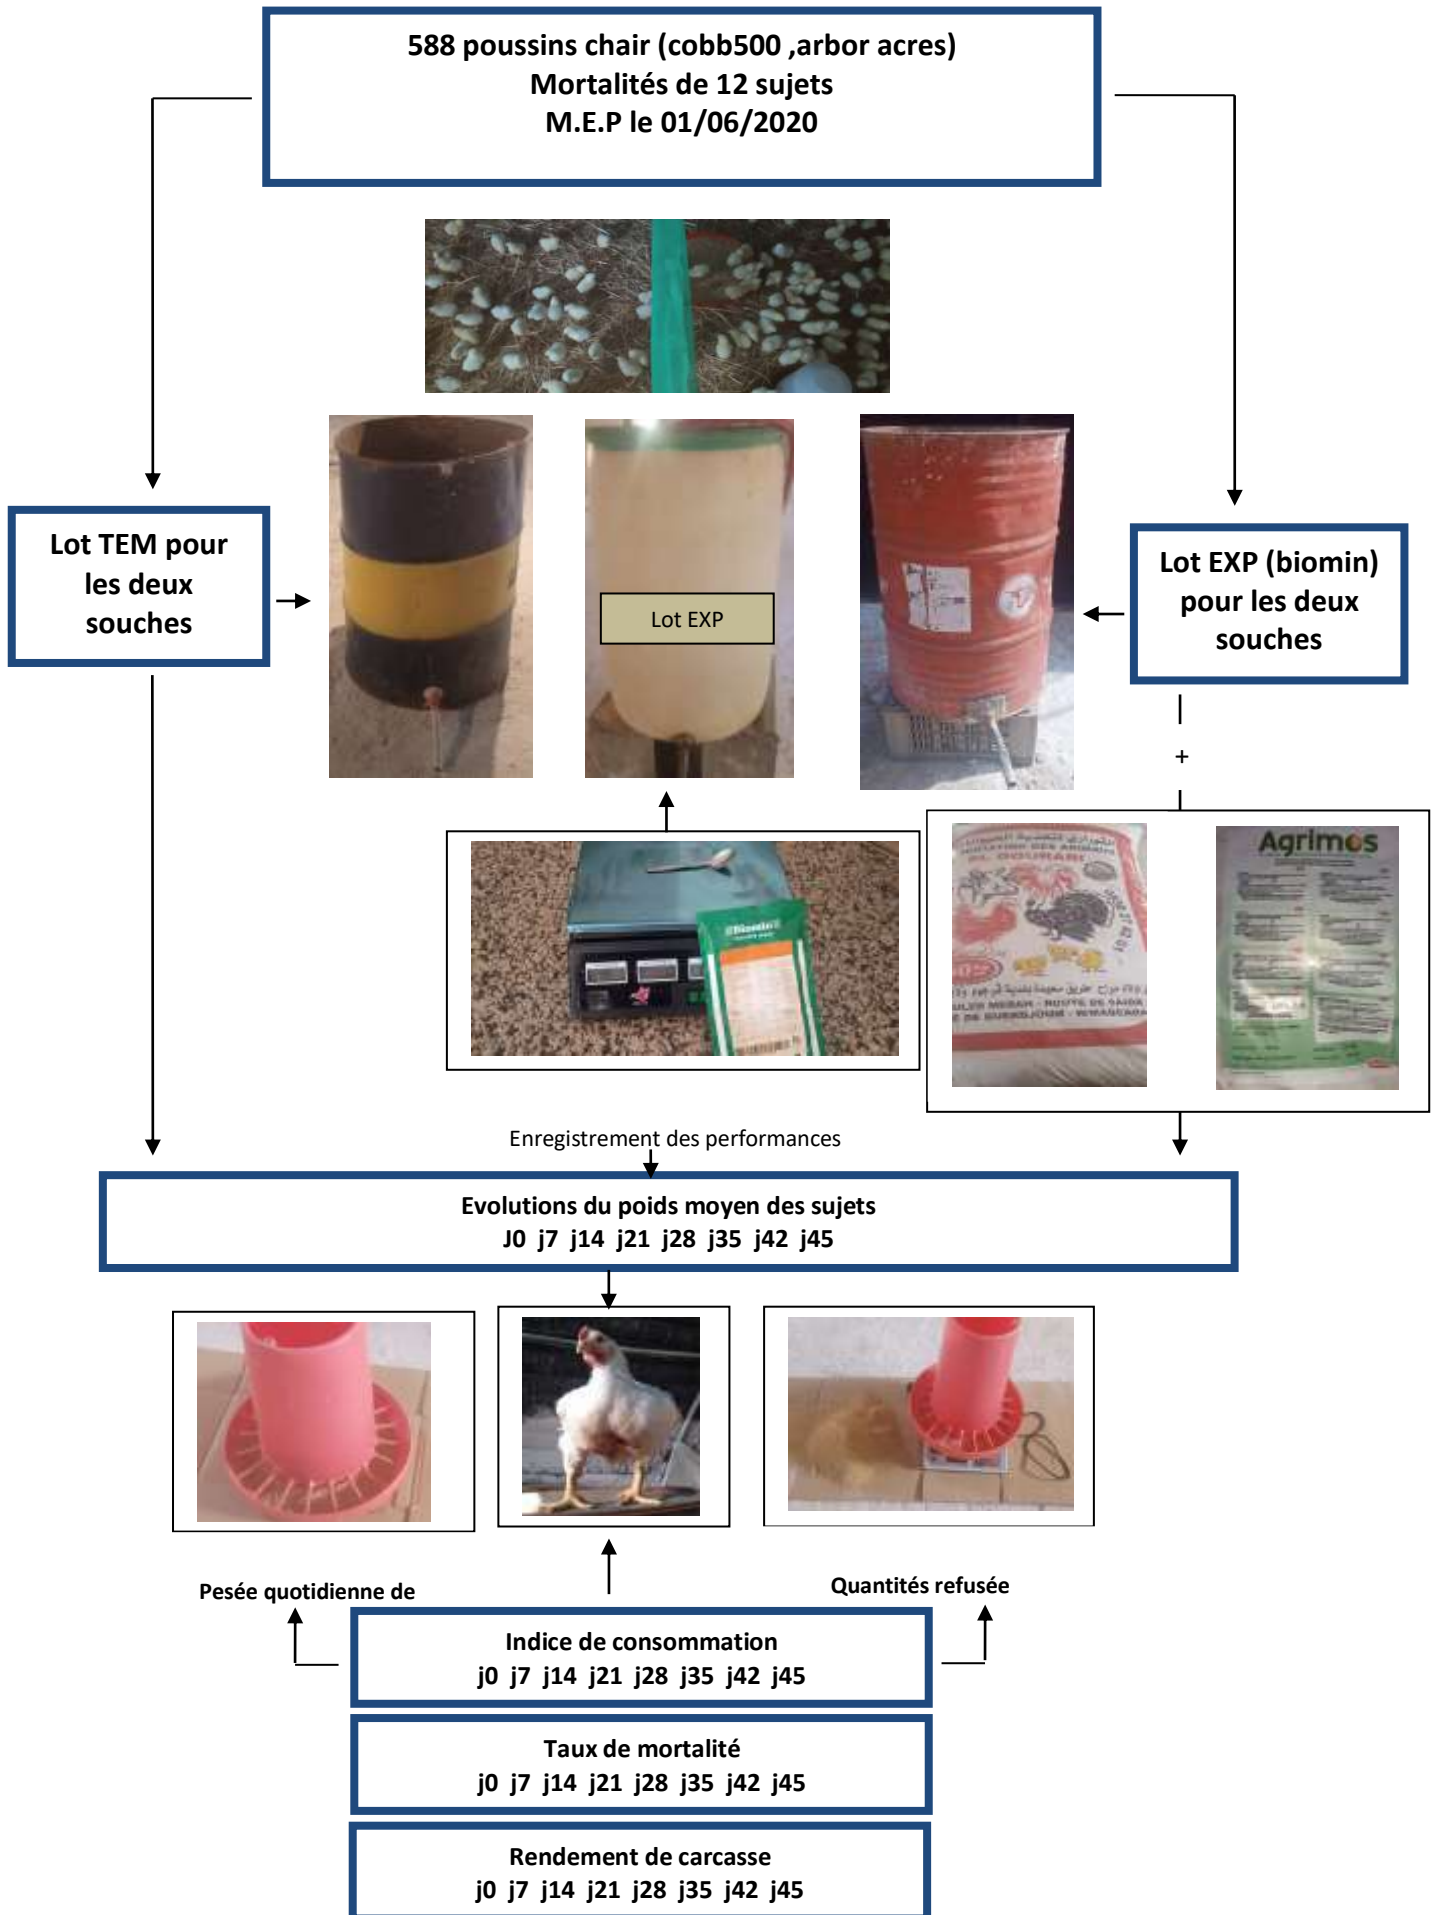 588 poussins chair (cobb500 ,arbor acres)
Mortalités de 12 sujets
M.E.P le 01/06/2020
Lot TEM pour
les deux
souches
Lot EXP
Lot EXP (biomin)
pour les deux
souches
+
Biomin
EL GOURARI
Agrimos
Enregistrement des performances
Evolutions du poids moyen des sujets
J0 j7 j14 j21 j28 j35 j42 j45
Pesée quotidienne de
Quantités refusée
Indice de consommation
j0 j7 j14 j21 j28 j35 j42 j45
Taux de mortalité
j0 j7 j14 j21 j28 j35 j42 j45
Rendement de carcasse
j0 j7 j14 j21 j28 j35 j42 j45